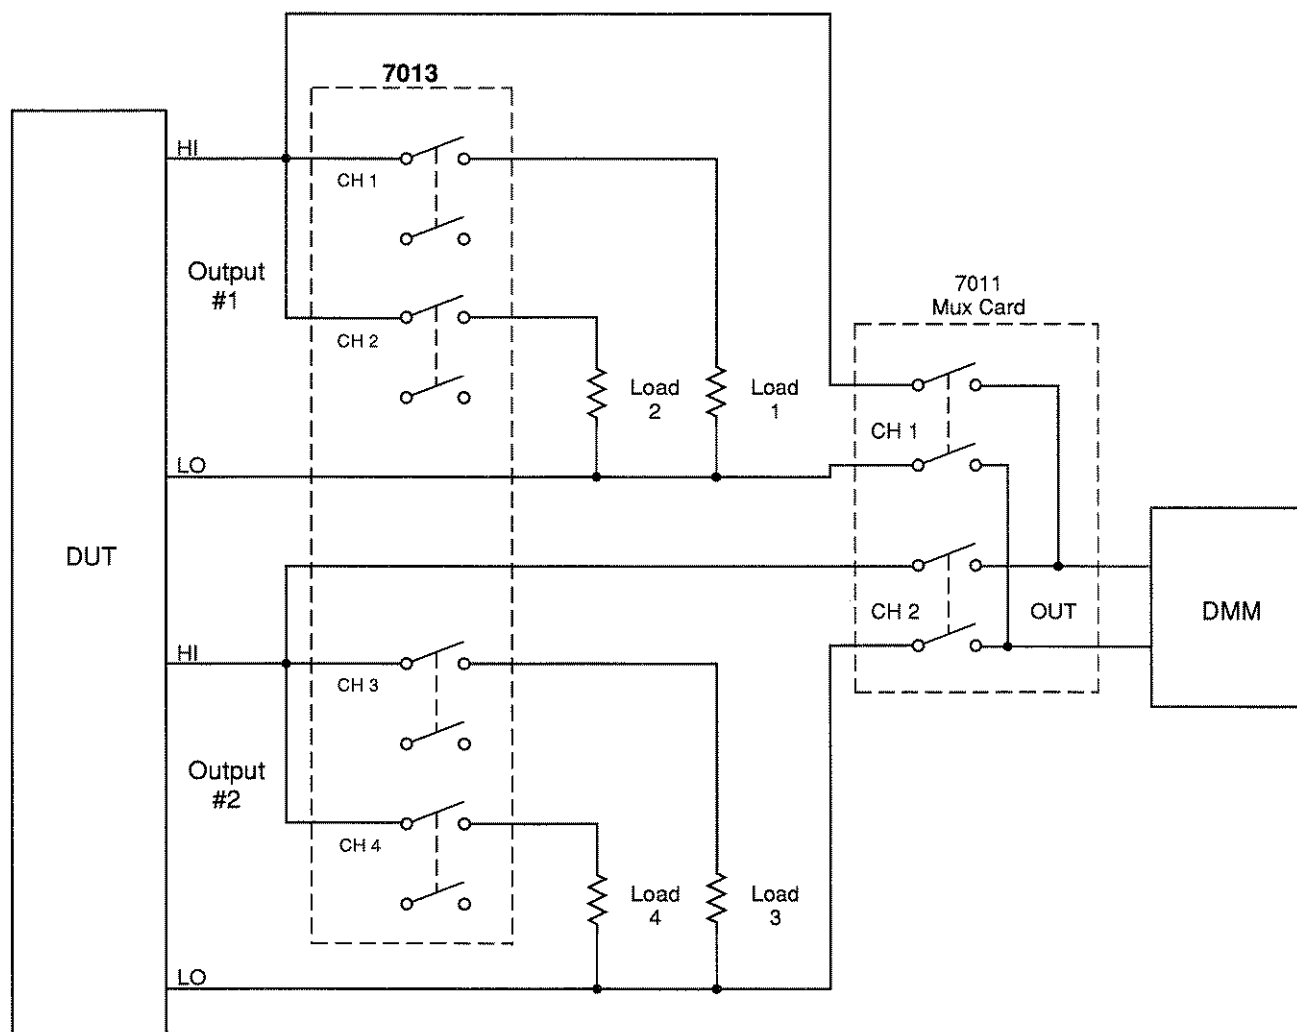 7013
HI
CH 1
Output
#1
CH 2
Load
2
Load
1
LO
7011
Mux Card
CH 1
CH 2
OUT
DUT
DMM
HI
CH 3
Output
#2
CH 4
Load
4
Load
3
LO